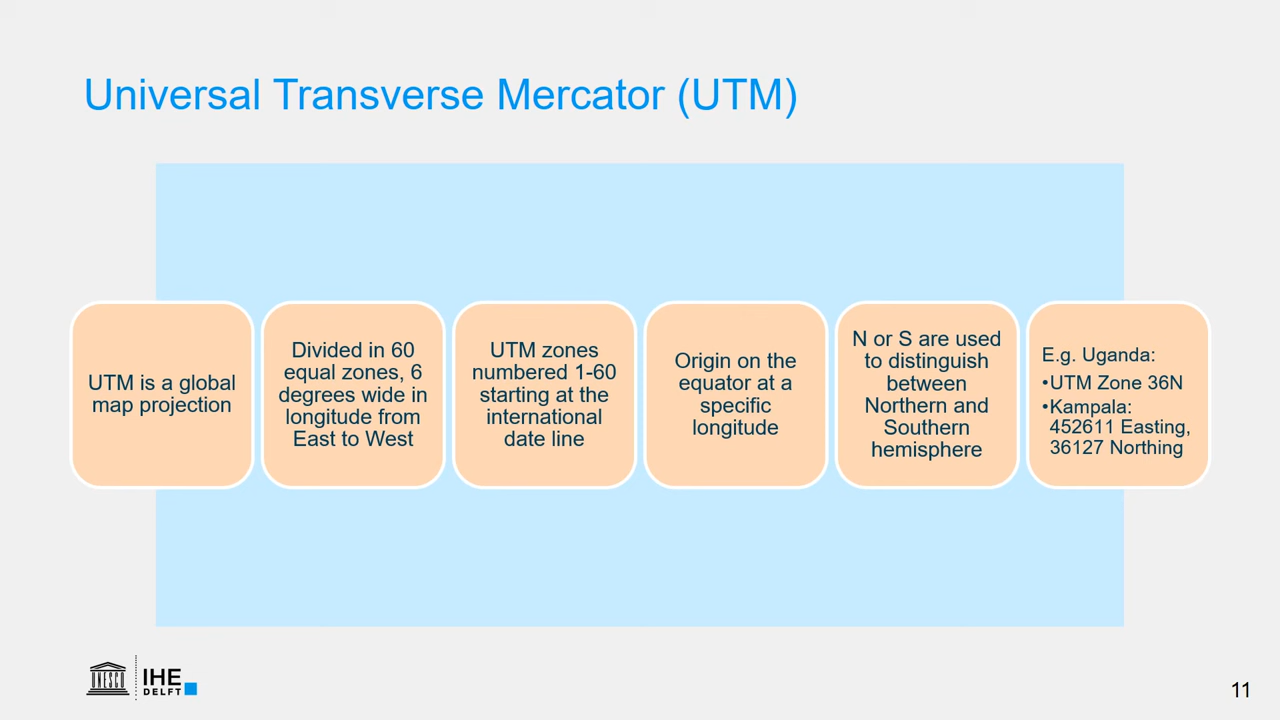 Universal Transverse Mercator (UTM)
UTM is a global
map projection
Divided in 60
equal zones, 6
degrees wide in
longitude from
East to West
UTM zones
numbered 1-60
starting at the
international
date line
Origin on the
equator at a
specific
longitude
N or S are used
to distinguish
between
Northern and
Southern
hemisphere
E.g. Uganda:
•UTM Zone 36N
•Kampala:
452611 Easting,
36127 Northing
UNESCO
IHE
DELFT
11